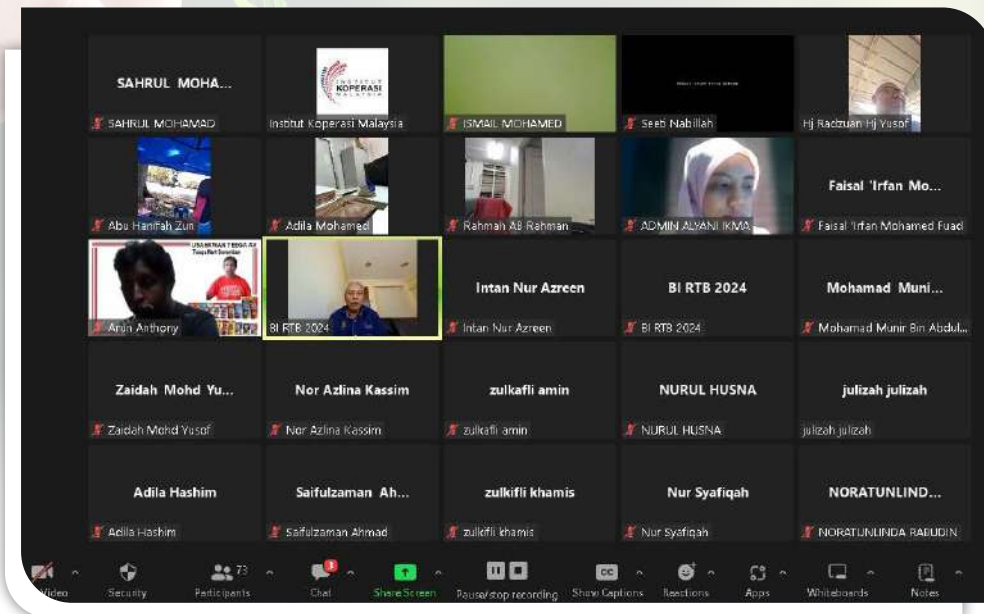 SAHRUL MOHA...
SAHRUL MOHAMAD
INSTITUT
KOPERASI
MALAYSIA
Institut Koperasi Malaysia
ISMAIL MOHAMED
Seeti Nabillah
Hj Radzuan Hj Yusof
Abu Hanifah Zun
Adila Mohamed
Rahmah AB Rahman
ADMIN ALYANI IKMA
Faisal 'Irfan Mo...
Faisal 'Irfan Mohamed Fuad
Arun Anthony
BI RTB 2024
Intan Nur Azreen
Intan Nur Azreen
BI RTB 2024
BI RTB 2024
Mohamad Muni...
Mohamad Munir Bin Abdul...
Zaidah Mohd Yu...
Zaidah Mohd Yusof
Nor Azlina Kassim
Nor Azlina Kassim
zulkafli amin
zulkafli amin
NURUL HUSNA
NURUL HUSNA
julizah julizah
julizah julizah
Adila Hashim
Adila Hashim
Saifulzaman Ah...
Saifulzaman Ahmad
zulkifli khamis
zulkifli khamis
Nur Syafiqah
Nur Syafiqah
NORATUNLIND...
NORATUNLINDA RABUDIN
Video
Security
73
Participants
3
Chat
Share Screen
Pause/stop recording
CC
Show Captions
Reactions
Apps
Whiteboards
Notes